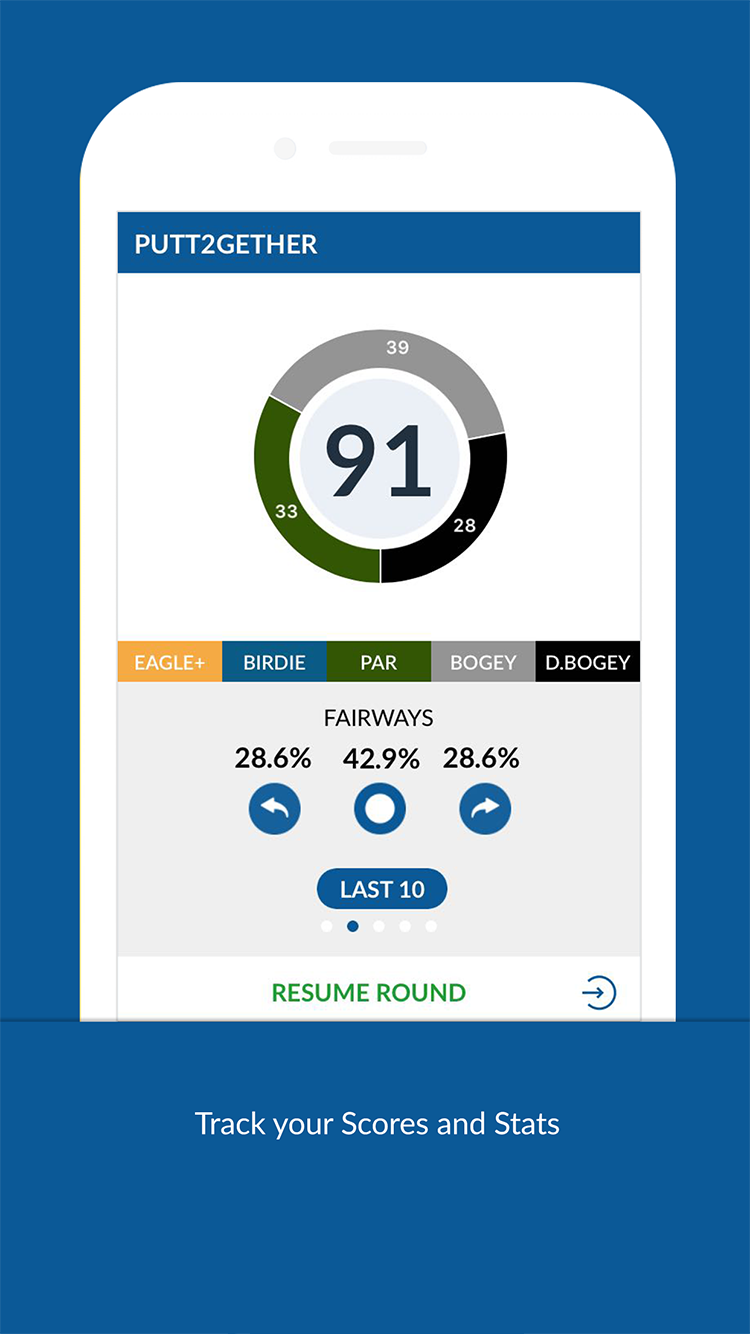 PUTT2GETHER
39
91
33
28
EAGLE+ BIRDIE PAR BOGEY D.BOGEY
FAIRWAYS
28.6% 42.9% 28.6%
LAST 10
RESUME ROUND
Track your Scores and Stats